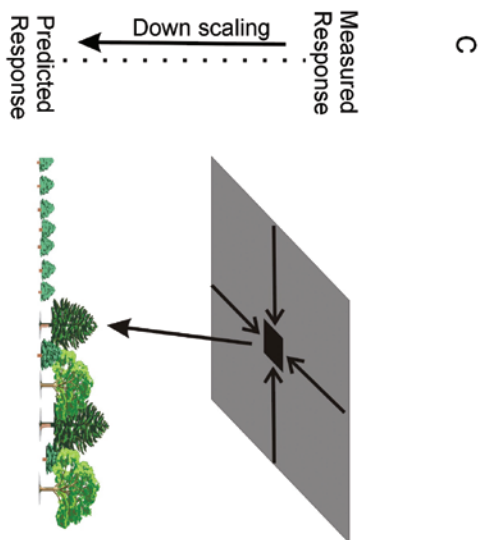 C
Measured
Response
Down scaling
Predicted
Response